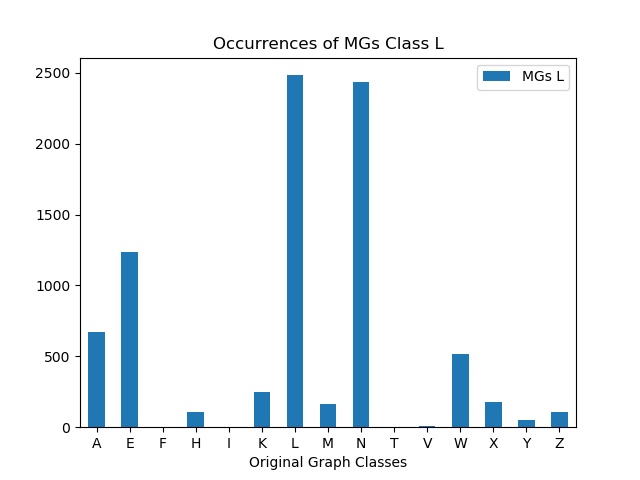 Occurrences of MGs Class L
MGs L
2500
2000
1500
1000
500
0
A E F H I K L M N T V W X Y Z
Original Graph Classes